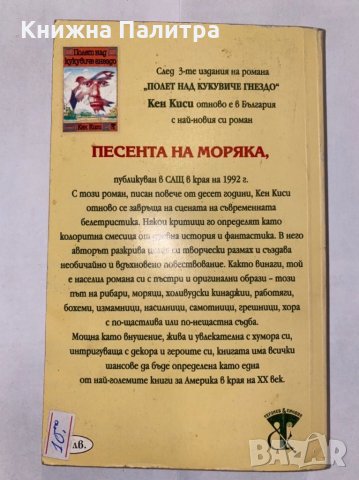 Книжна Палитра
Полет над
кукувиче гнездо
Кен Киси
След 3-те издания на романа
„ПОЛЕТ НАД КУКУВИЧЕ ГНЕЗДО"
Кен Киси отново е в България
с най-новия си роман
ПЕСЕНТА НА МОРЯКА,
публикуван в САЩ в края на 1992 г.
С този роман, писан повече от десет години, Кен Киси
отново се завръща на сцената на съвременната
белетристика. Някои критици го определят като
колоритна смесица от древна история и фантастика. В него
авторът разкрива целия си творчески размах и създава
необичайно и вдъхновено повествование. Както винаги, той
е населил романа си с пъстри и оригинални образи – този
път на рибари, моряци, холивудски кинаджии, работяги,
бохеми, измамници, насилници, самотници, грешници, хора
с по-щастлива или по-нещастна съдба.
Мощна като внушение, жива и увлекателна с хумора си,
интригуваща с декора и героите си, книгата има всички
шансове да бъде определена като една
от най-големите книги за Америка в края на XX век.
10.00
лв.
BAZAR.BG